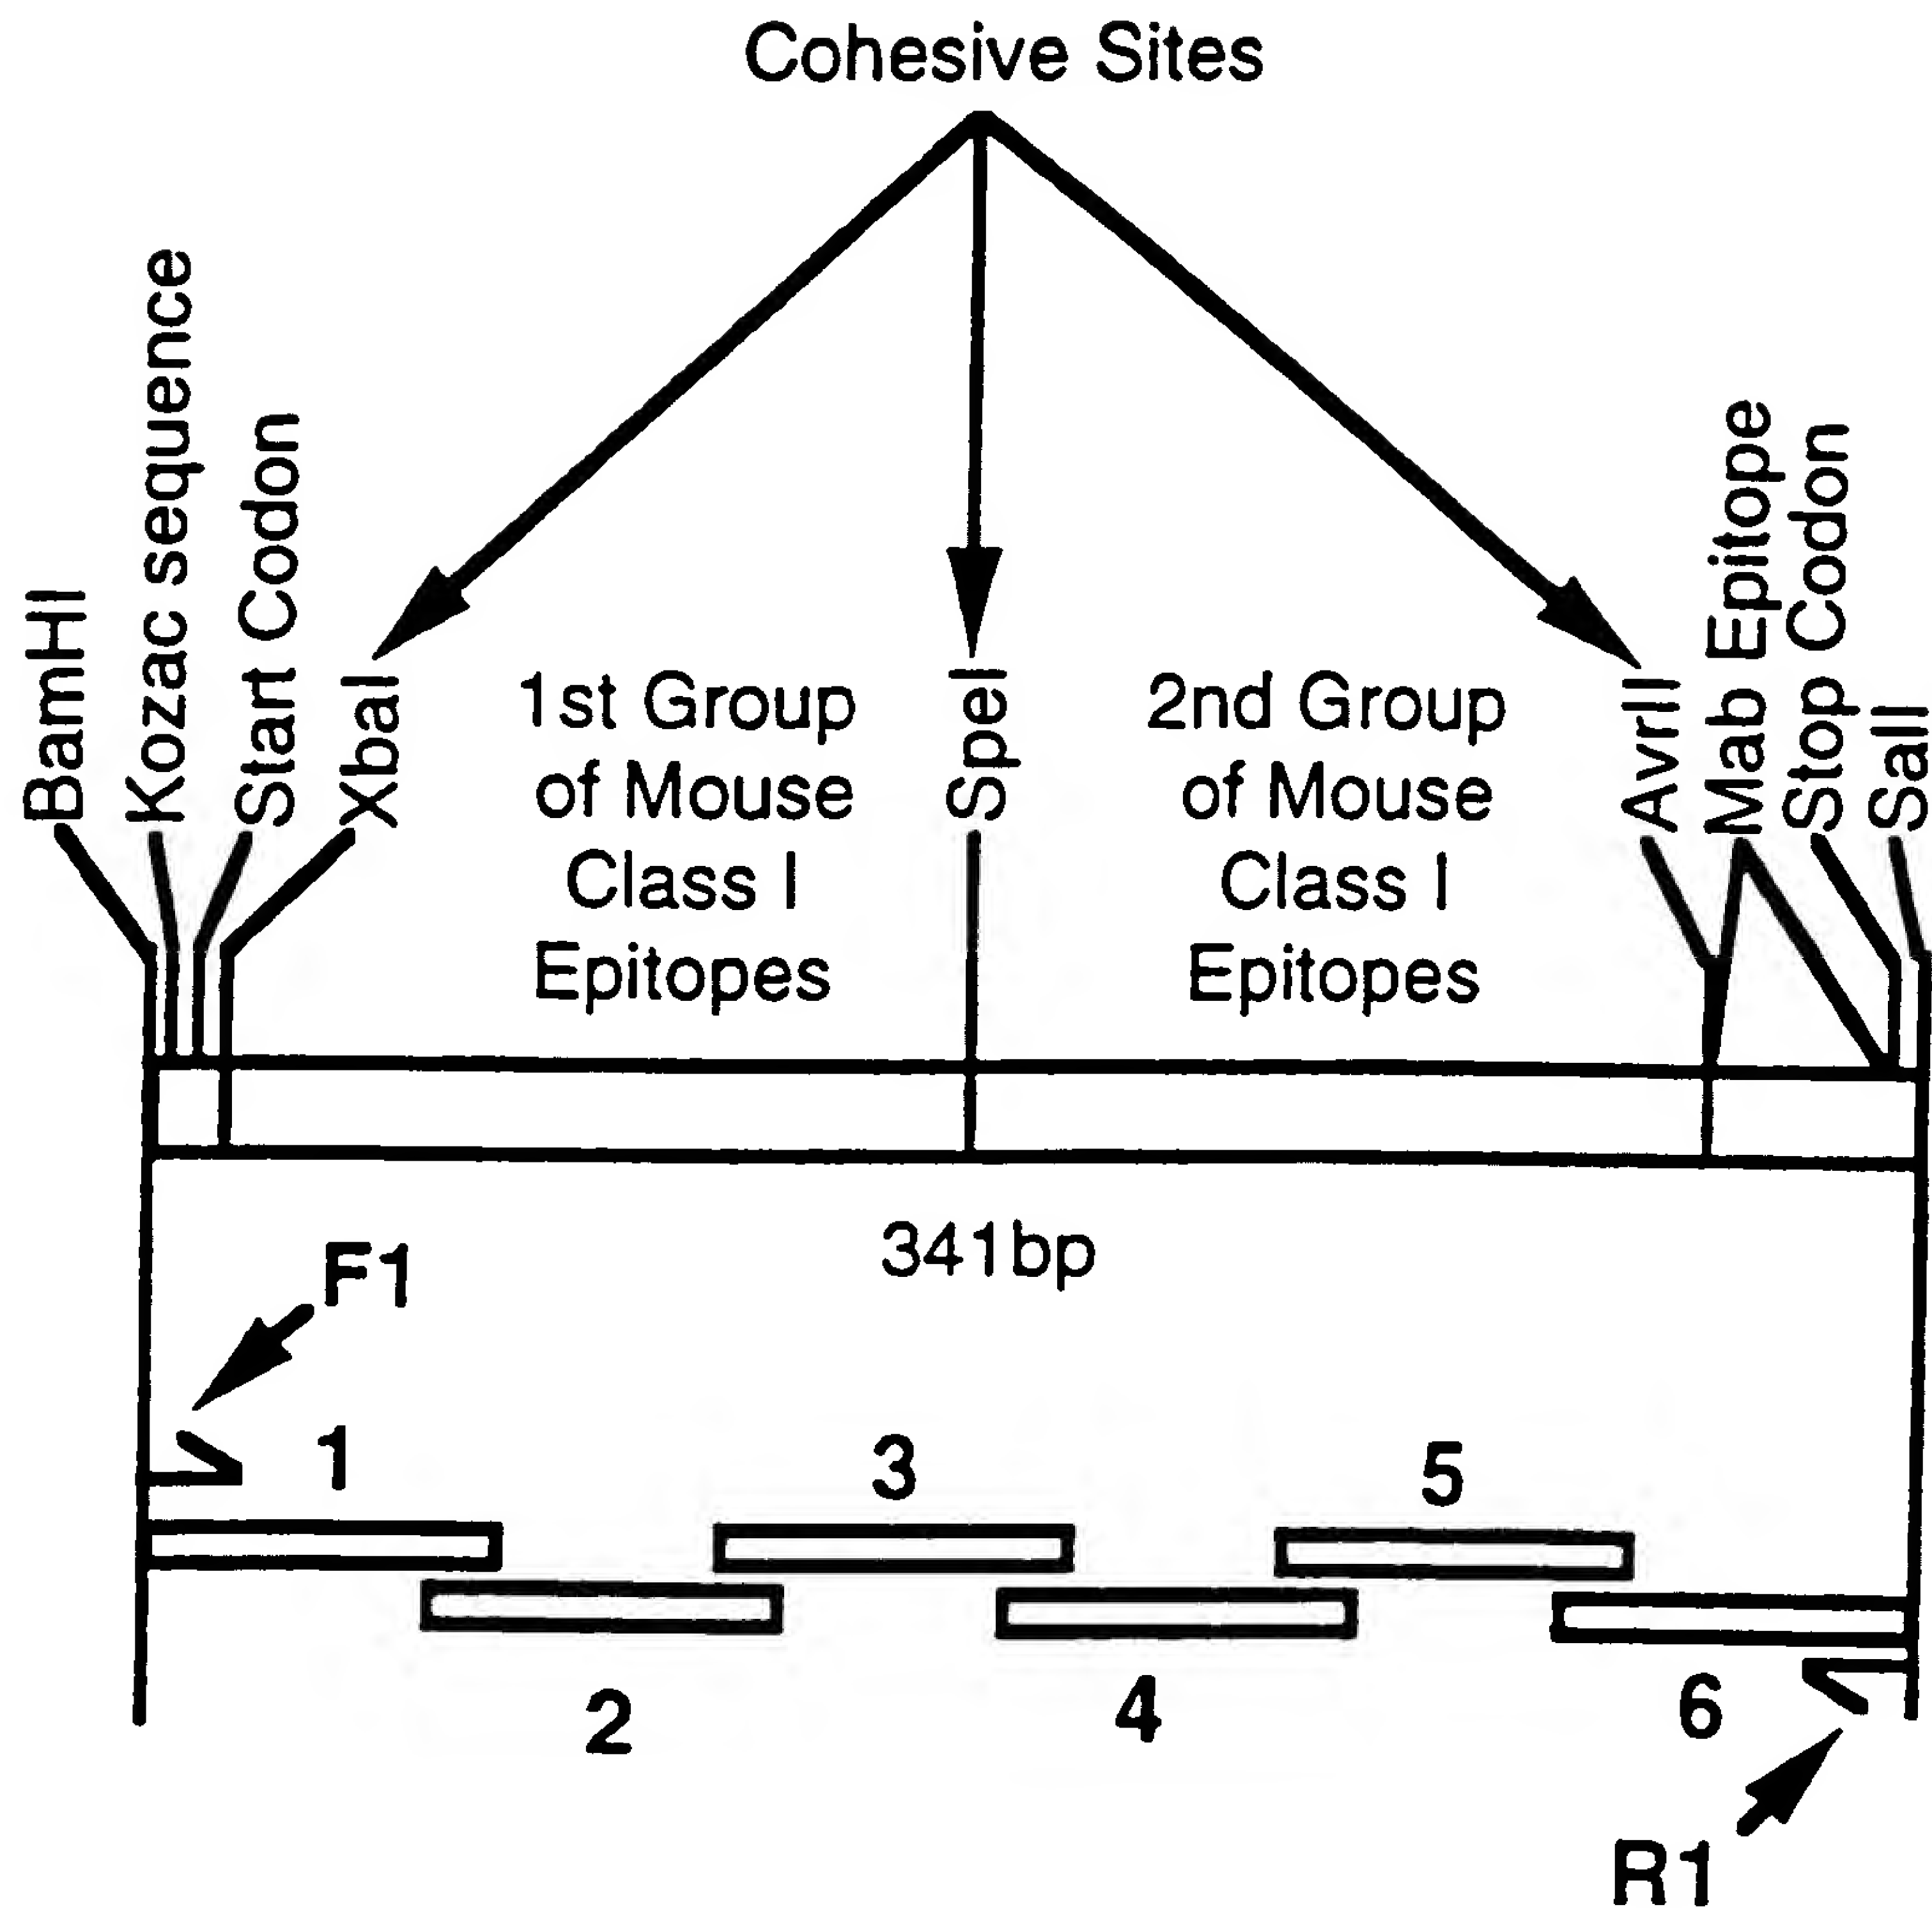 Cohesive Sites
BamHI
Kozac sequence
Start Codon
XbaI
1st Group
of Mouse
Class I
Epitopes
SpeI
2nd Group
of Mouse
Class I
Epitopes
AvrII
Mab Epitope
Stop Codon
SalI
341bp
F1
1
3
5
2
4
6
R1